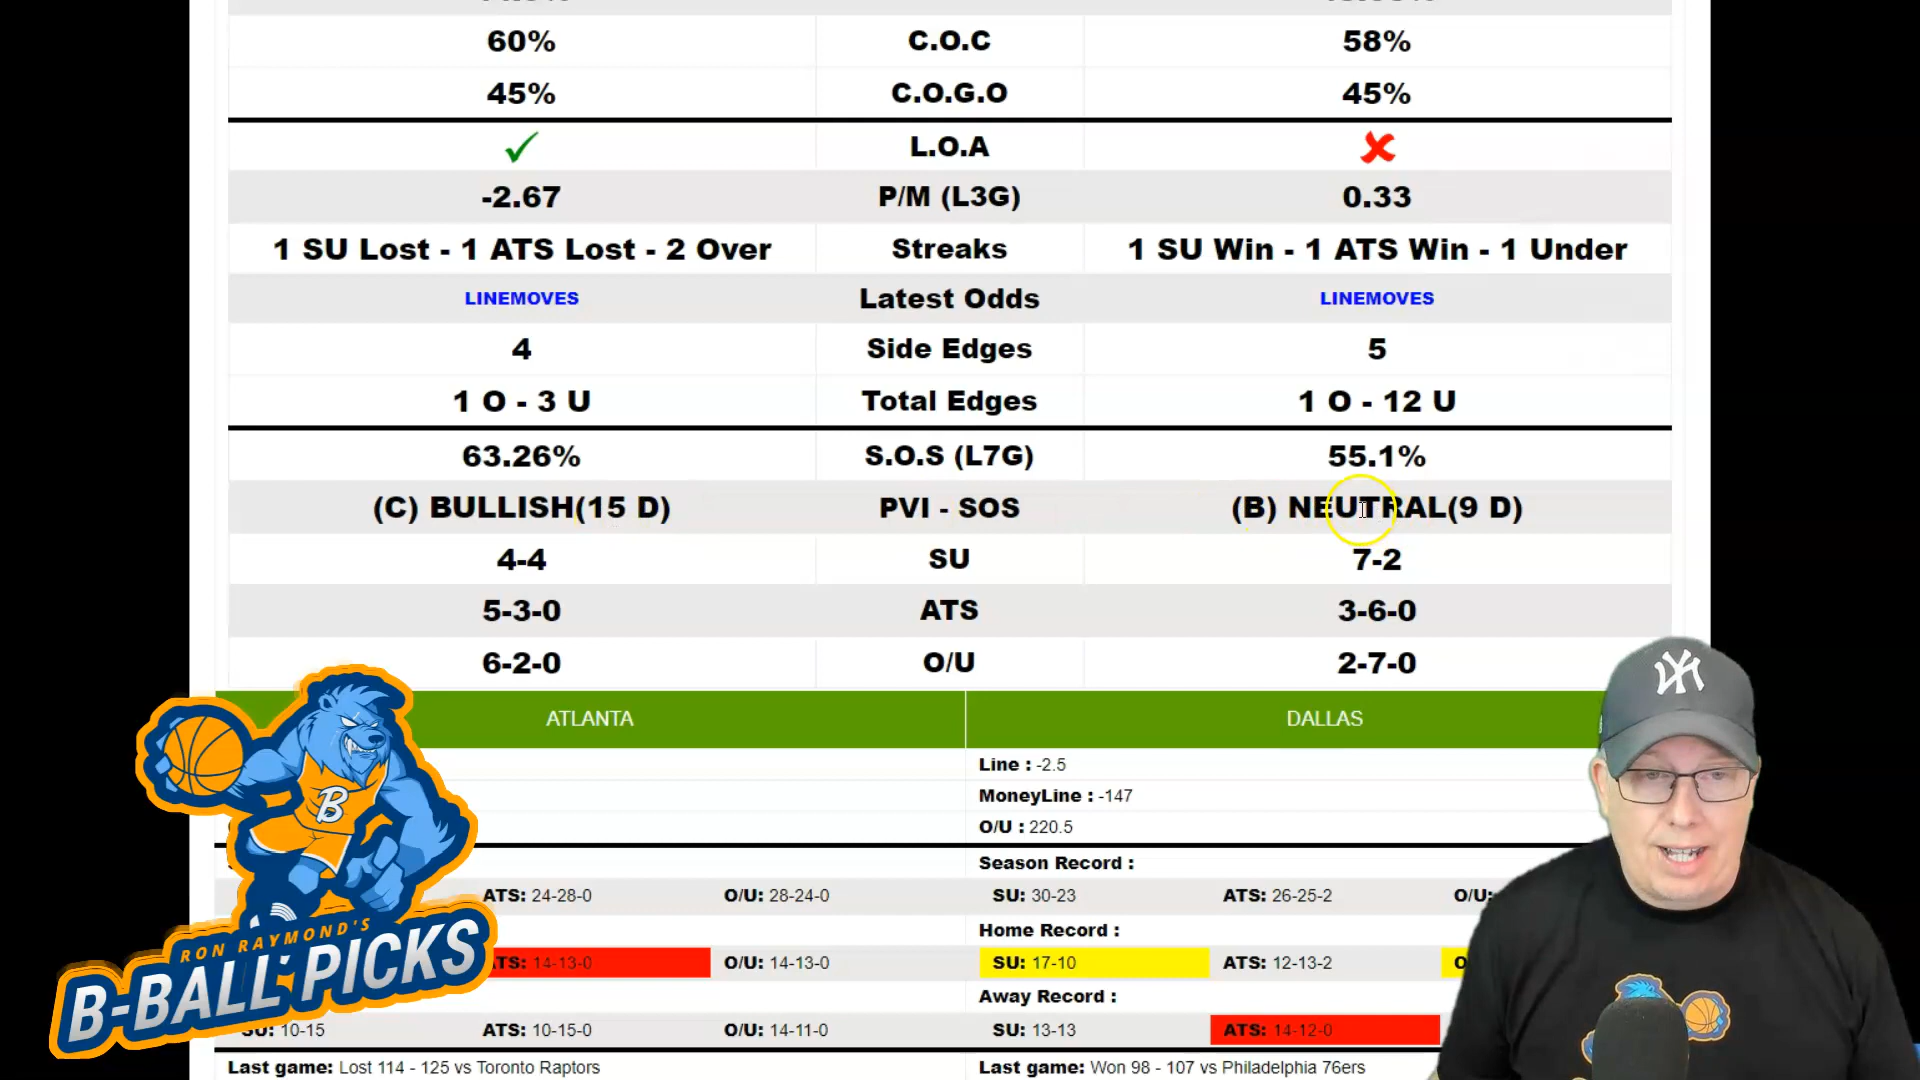 60% C.O.C 58%
45% C.O.G.O 45%
L.O.A
-2.67 P/M (L3G) 0.33
1 SU Lost - 1 ATS Lost - 2 Over Streaks 1 SU Win - 1 ATS Win - 1 Under
LINEMOVES Latest Odds LINEMOVES
4 Side Edges 5
1 O - 3 U Total Edges 1 O - 12 U
63.26% S.O.S (L7G) 55.1%
(C) BULLISH(15 D) PVI - SOS (B) NEUTRAL(9 D)
4-4 SU 7-2
5-3-0 ATS 3-6-0
6-2-0 O/U 2-7-0
ATLANTA DALLAS
Line : -2.5
MoneyLine : -147
O/U : 220.5
Season Record :
ATS: 24-28-0 O/U: 28-24-0 SU: 30-23 ATS: 26-25-2 O/U:
Home Record :
ATS: 14-13-0 O/U: 14-13-0 SU: 17-10 ATS: 12-13-2
Away Record :
SU: 10-15 ATS: 10-15-0 O/U: 14-11-0 SU: 13-13 ATS: 14-12-0
Last game: Lost 114 - 125 vs Toronto Raptors Last game: Won 98 - 107 vs Philadelphia 76ers
B
RON RAYMOND'S
B-BALL PICKS
NY